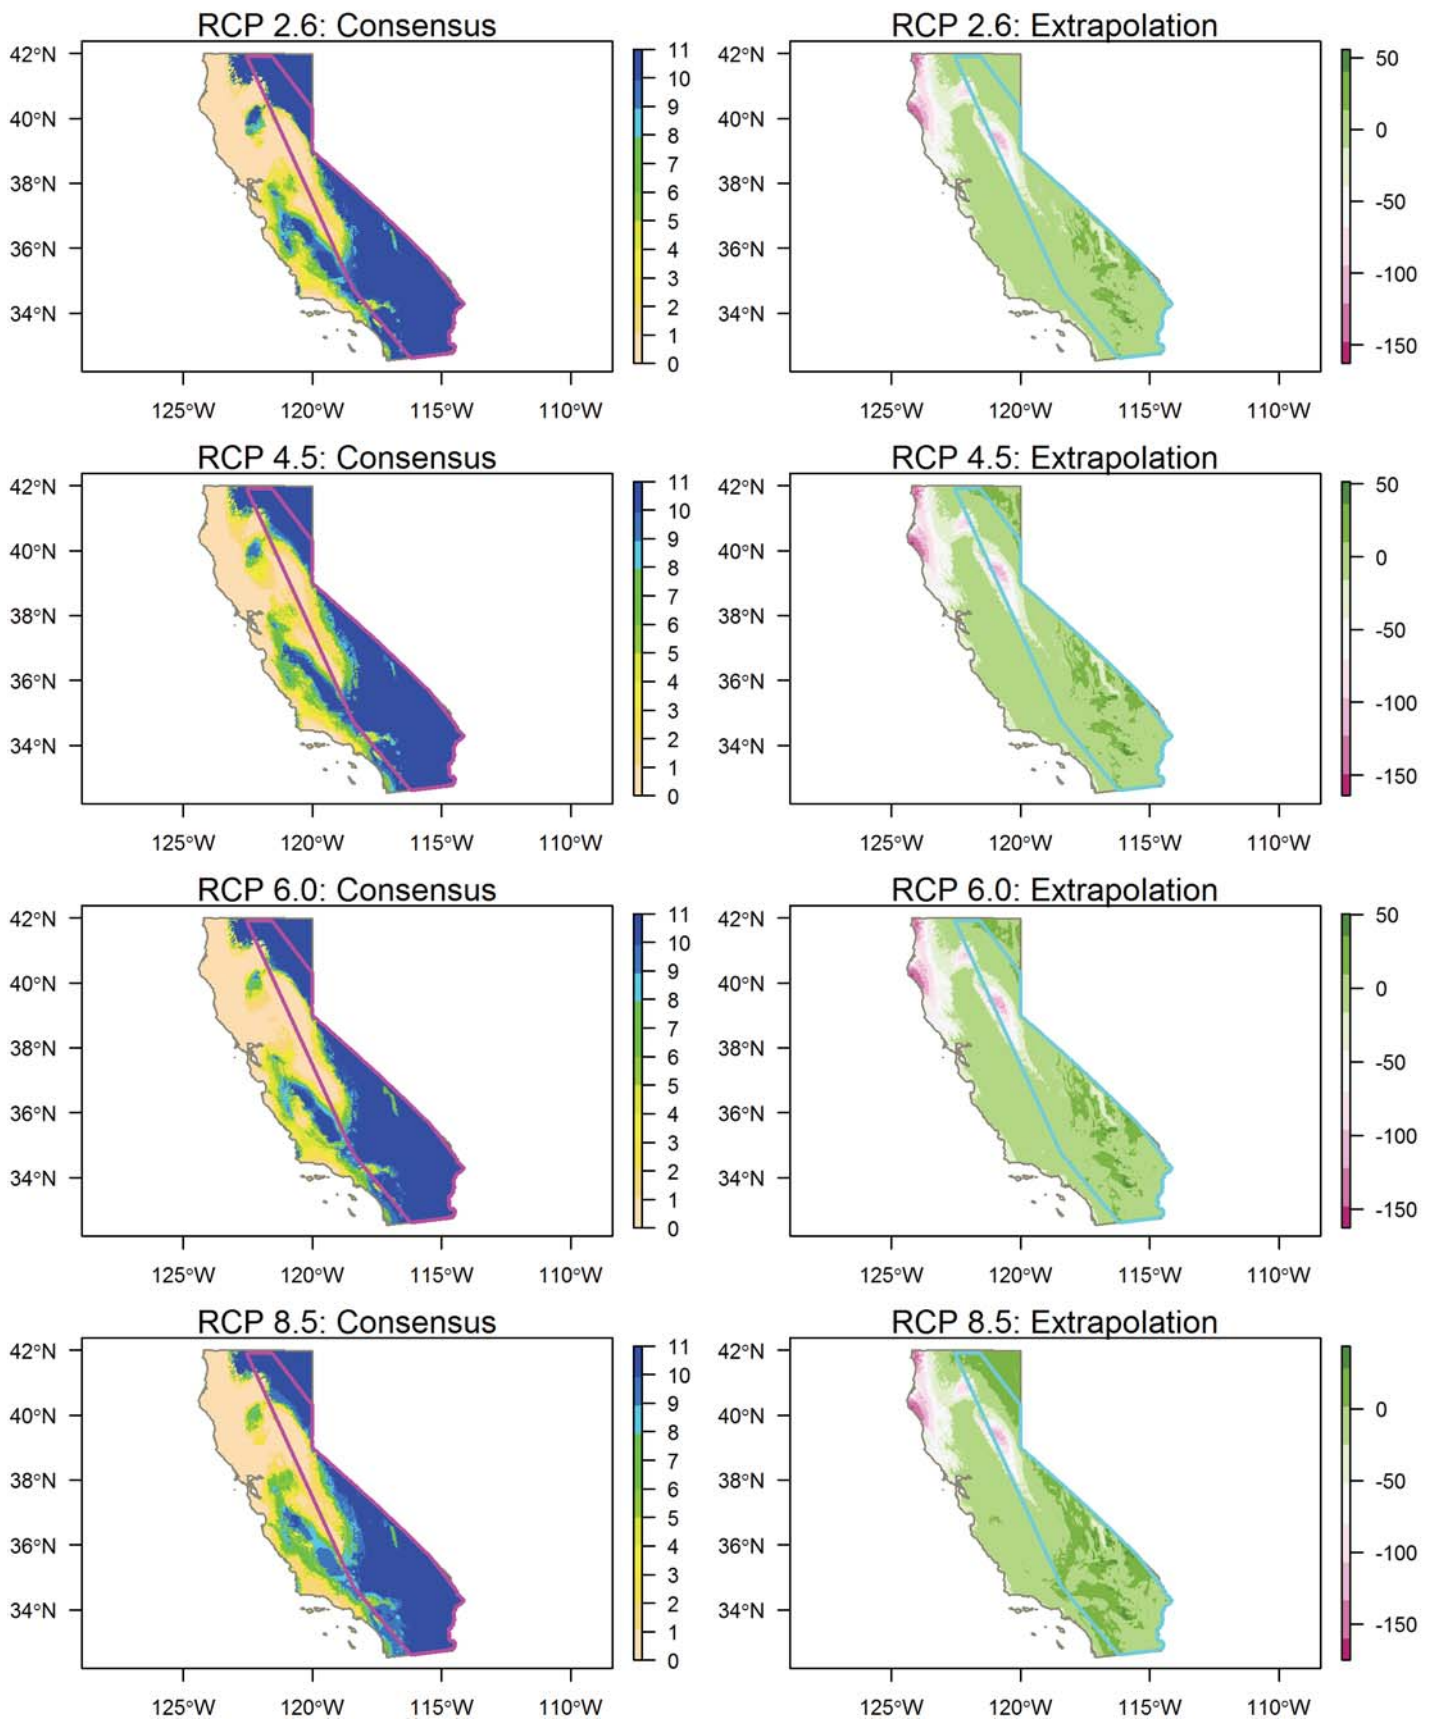 RCP 2.6: Consensus
42°N
40°N
38°N
36°N
34°N
125°W 120°W 115°W 110°W
11
10
9
8
7
6
5
4
3
2
1
0
RCP 2.6: Extrapolation
42°N
40°N
38°N
36°N
34°N
125°W 120°W 115°W 110°W
50
0
-50
-100
-150
RCP 4.5: Consensus
42°N
40°N
38°N
36°N
34°N
125°W 120°W 115°W 110°W
11
10
9
8
7
6
5
4
3
2
1
0
RCP 4.5: Extrapolation
42°N
40°N
38°N
36°N
34°N
125°W 120°W 115°W 110°W
50
0
-50
-100
-150
RCP 6.0: Consensus
42°N
40°N
38°N
36°N
34°N
125°W 120°W 115°W 110°W
11
10
9
8
7
6
5
4
3
2
1
0
RCP 6.0: Extrapolation
42°N
40°N
38°N
36°N
34°N
125°W 120°W 115°W 110°W
50
0
-50
-100
-150
RCP 8.5: Consensus
42°N
40°N
38°N
36°N
34°N
125°W 120°W 115°W 110°W
11
10
9
8
7
6
5
4
3
2
1
0
RCP 8.5: Extrapolation
42°N
40°N
38°N
36°N
34°N
125°W 120°W 115°W 110°W
0
-50
-100
-150